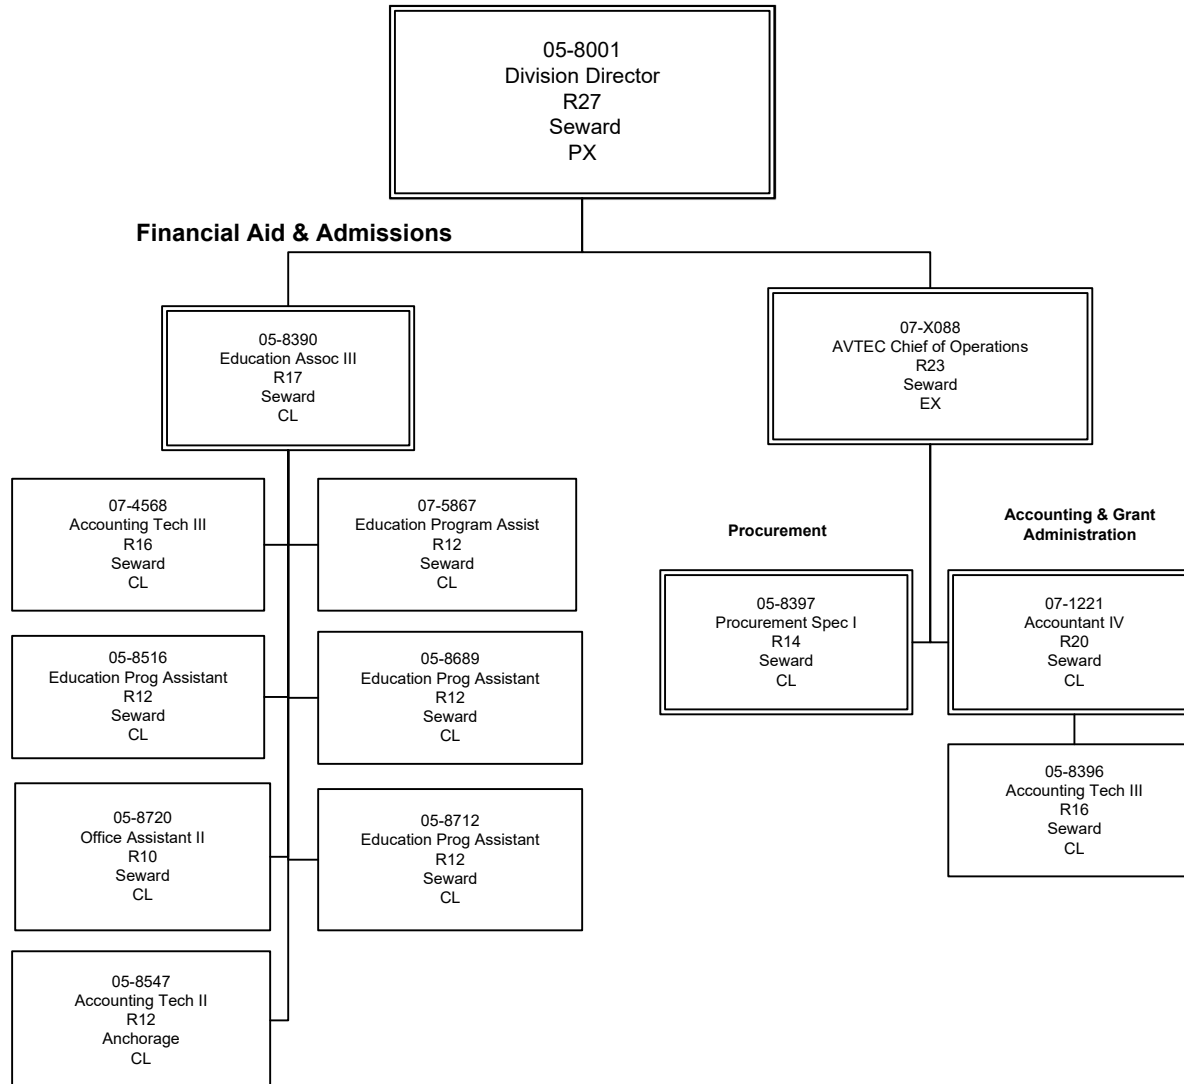 05-8001
Division Director
R27
Seward
PX
Financial Aid & Admissions
05-8390
Education Assoc III
R17
Seward
CL
07-X088
AVTEC Chief of Operations
R23
Seward
EX
07-4568
Accounting Tech III
R16
Seward
CL
07-5867
Education Program Assist
R12
Seward
CL
05-8516
Education Prog Assistant
R12
Seward
CL
05-8689
Education Prog Assistant
R12
Seward
CL
05-8720
Office Assistant II
R10
Seward
CL
05-8712
Education Prog Assistant
R12
Seward
CL
05-8547
Accounting Tech II
R12
Anchorage
CL
Procurement
05-8397
Procurement Spec I
R14
Seward
CL
Accounting & Grant
Administration
07-1221
Accountant IV
R20
Seward
CL
05-8396
Accounting Tech III
R16
Seward
CL